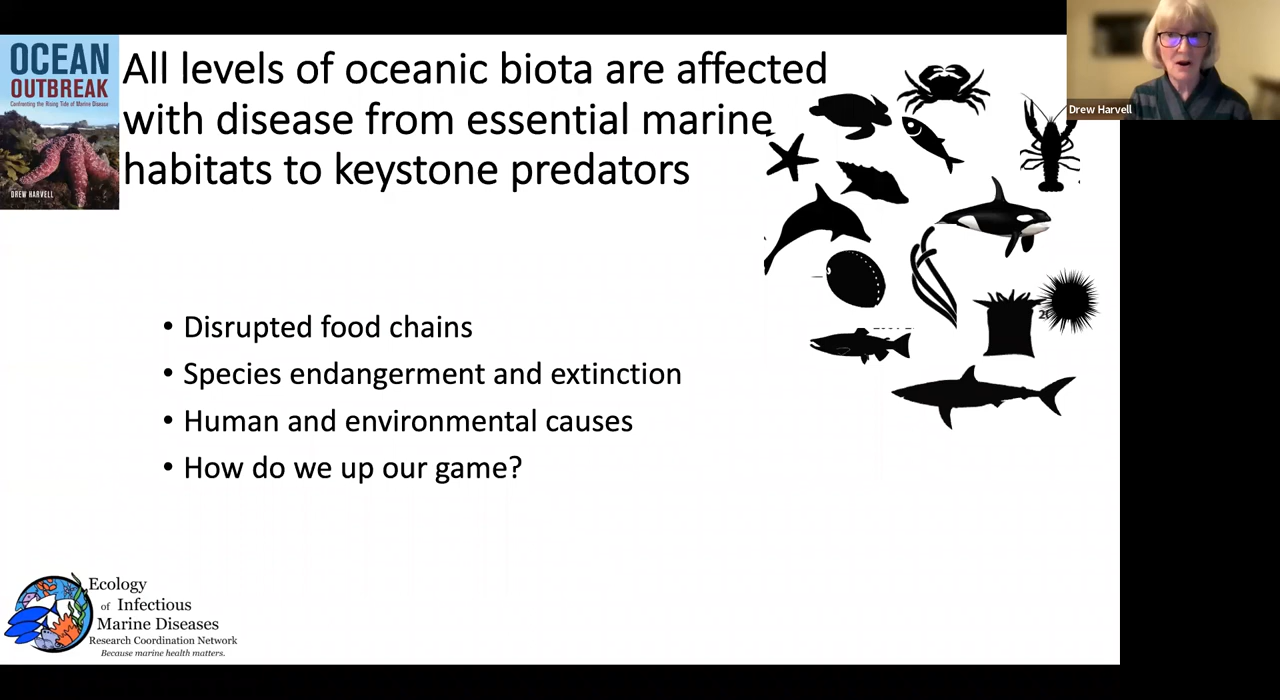 OCEAN
OUTBREAK
Confronting the Rising Tide of Marine Disease
DREW HARVELL
All levels of oceanic biota are affected
with disease from essential marine
habitats to keystone predators
Drew Harvell
• Disrupted food chains
• Species endangerment and extinction
• Human and environmental causes
• How do we up our game?
Ecology
of Infectious
Marine Diseases
Research Coordination Network
Because marine health matters.